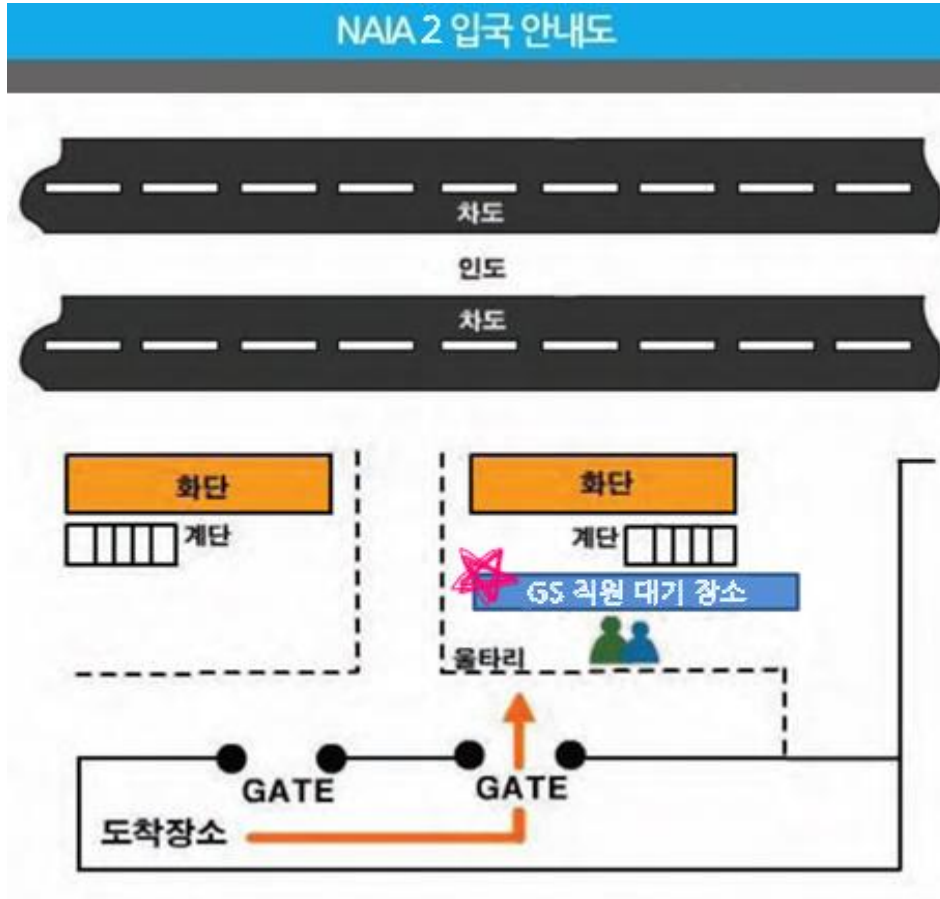 NAIA 2 입국 안내도
차도
인도
차도
화단
화단
계단
계단
GS 직원 대기 장소
울타리
GATE
GATE
도착장소